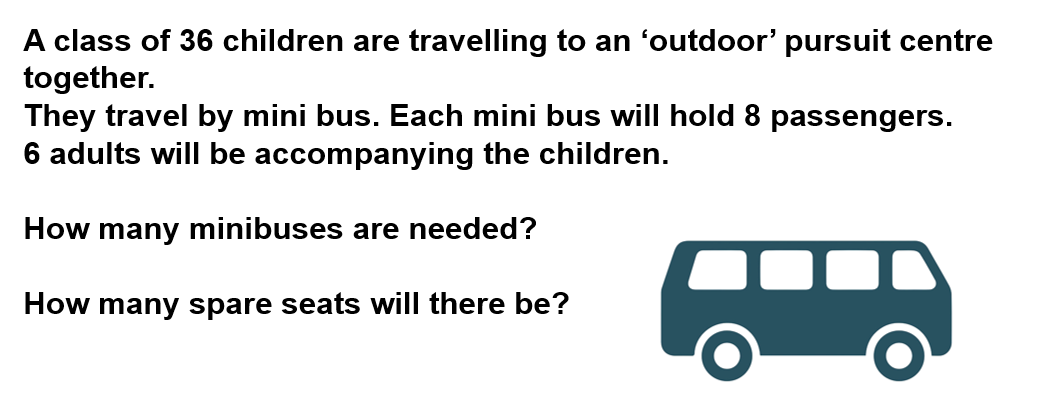 A class of 36 children are travelling to an ‘outdoor’ pursuit centre
together.
They travel by mini bus. Each mini bus will hold 8 passengers.
6 adults will be accompanying the children.
How many minibuses are needed?
How many spare seats will there be?